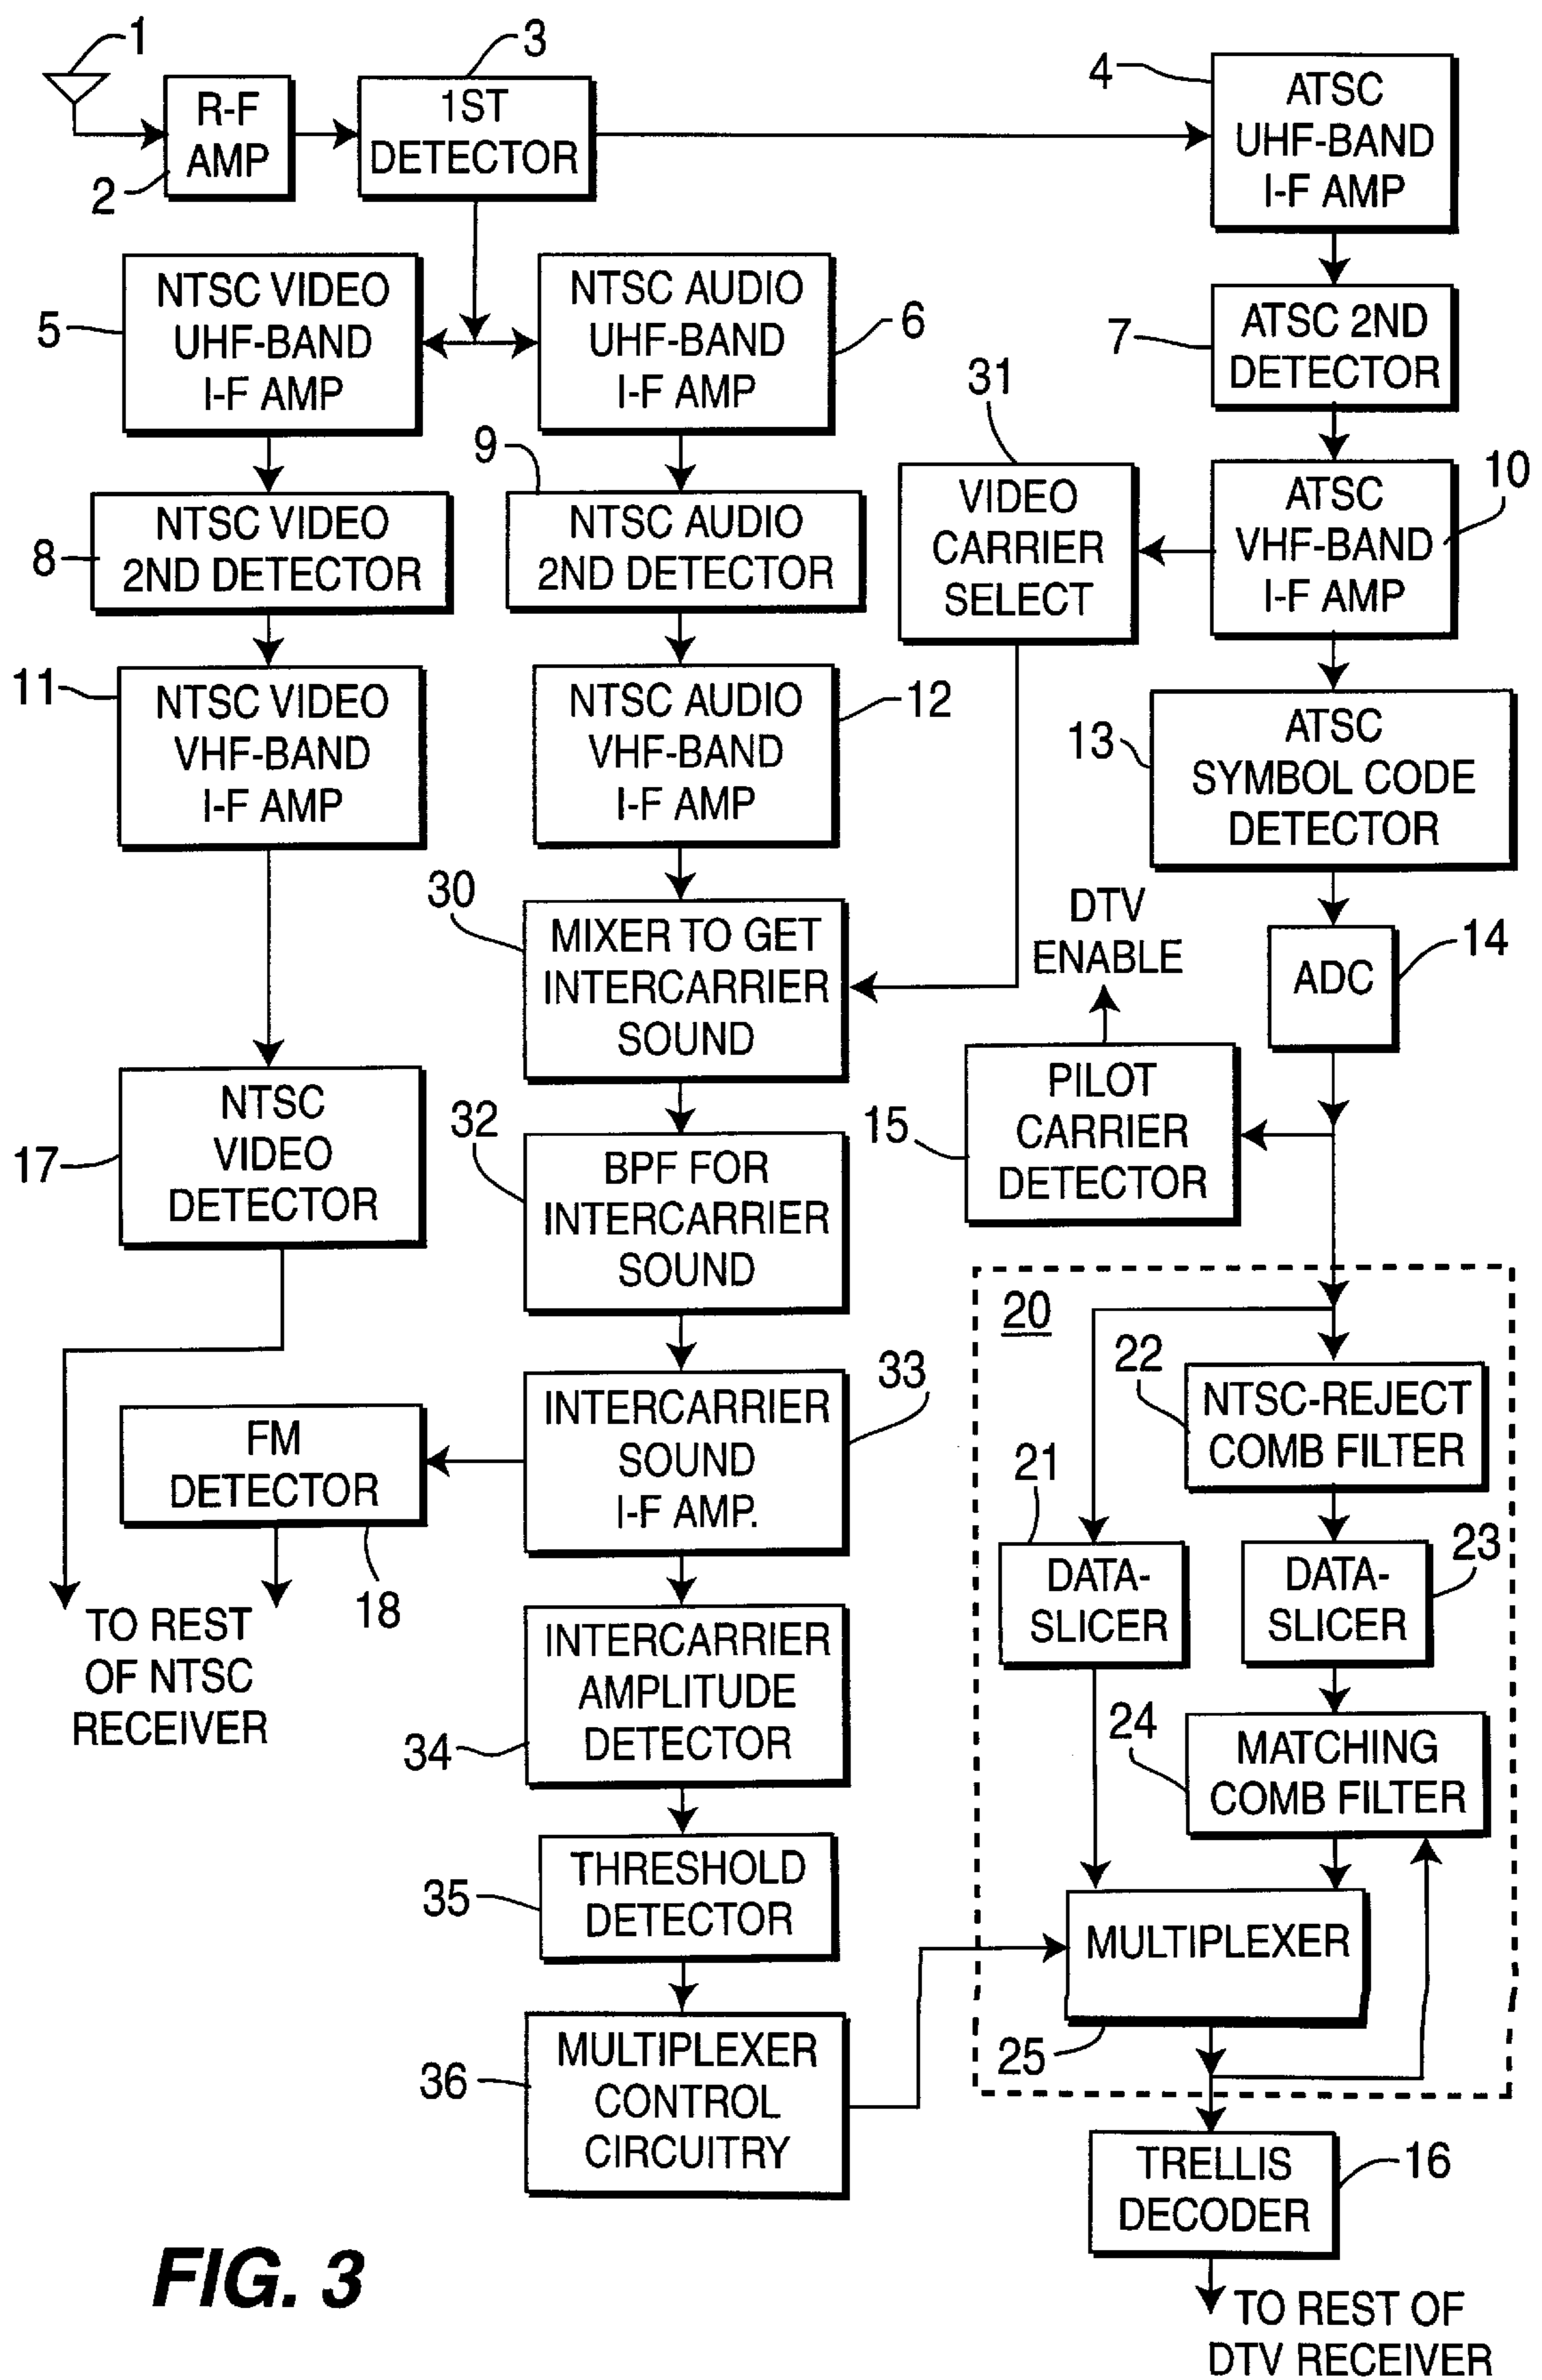 1
R-F
AMP
2
3
1ST
DETECTOR
4
ATSC
UHF-BAND
I-F AMP
5
NTSC VIDEO
UHF-BAND
I-F AMP
NTSC AUDIO
UHF-BAND
I-F AMP
6
7
ATSC 2ND
DETECTOR
8
NTSC VIDEO
2ND DETECTOR
9
NTSC AUDIO
2ND DETECTOR
31
VIDEO
CARRIER
SELECT
ATSC
VHF-BAND
I-F AMP
10
11
NTSC VIDEO
VHF-BAND
I-F AMP
NTSC AUDIO
VHF-BAND
I-F AMP
12
13
ATSC
SYMBOL CODE
DETECTOR
30
MIXER TO GET
INTERCARRIER
SOUND
DTV
ENABLE
ADC
14
17
NTSC
VIDEO
DETECTOR
32
BPF FOR
INTERCARRIER
SOUND
15
PILOT
CARRIER
DETECTOR
20
22
NTSC-REJECT
COMB FILTER
FM
DETECTOR
18
INTERCARRIER
SOUND
I-F AMP.
33
21
DATA-
SLICER
DATA-
SLICER
23
TO REST
OF NTSC
RECEIVER
34
INTERCARRIER
AMPLITUDE
DETECTOR
24
MATCHING
COMB FILTER
35
THRESHOLD
DETECTOR
MULTIPLEXER
25
36
MULTIPLEXER
CONTROL
CIRCUITRY
TRELLIS
DECODER
16
FIG. 3
TO REST OF
DTV RECEIVER